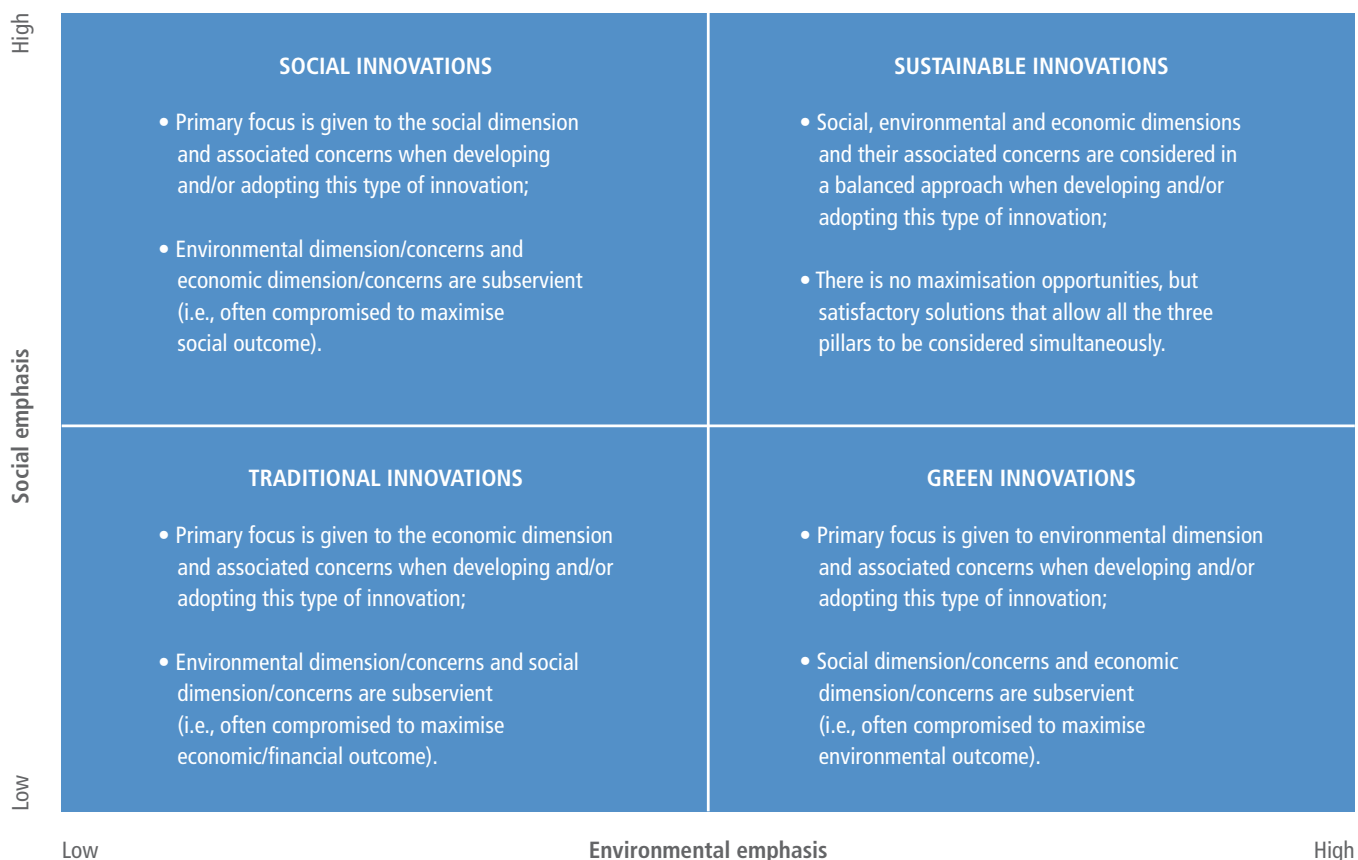 High
SOCIAL INNOVATIONS
• Primary focus is given to the social dimension
and associated concerns when developing
and/or adopting this type of innovation;
• Environmental dimension/concerns and
economic dimension/concerns are subservient
(i.e., often compromised to maximise
social outcome).
SUSTAINABLE INNOVATIONS
• Social, environmental and economic dimensions
and their associated concerns are considered in
a balanced approach when developing and/or
adopting this type of innovation;
• There is no maximisation opportunities, but
satisfactory solutions that allow all the three
pillars to be considered simultaneously.
Social emphasis
TRADITIONAL INNOVATIONS
• Primary focus is given to the economic dimension
and associated concerns when developing and/or
adopting this type of innovation;
• Environmental dimension/concerns and social
dimension/concerns are subservient
(i.e., often compromised to maximise
economic/financial outcome).
GREEN INNOVATIONS
• Primary focus is given to environmental dimension
and associated concerns when developing and/or
adopting this type of innovation;
• Social dimension/concerns and economic
dimension/concerns are subservient
(i.e., often compromised to maximise
environmental outcome).
Low
Low
Environmental emphasis
High